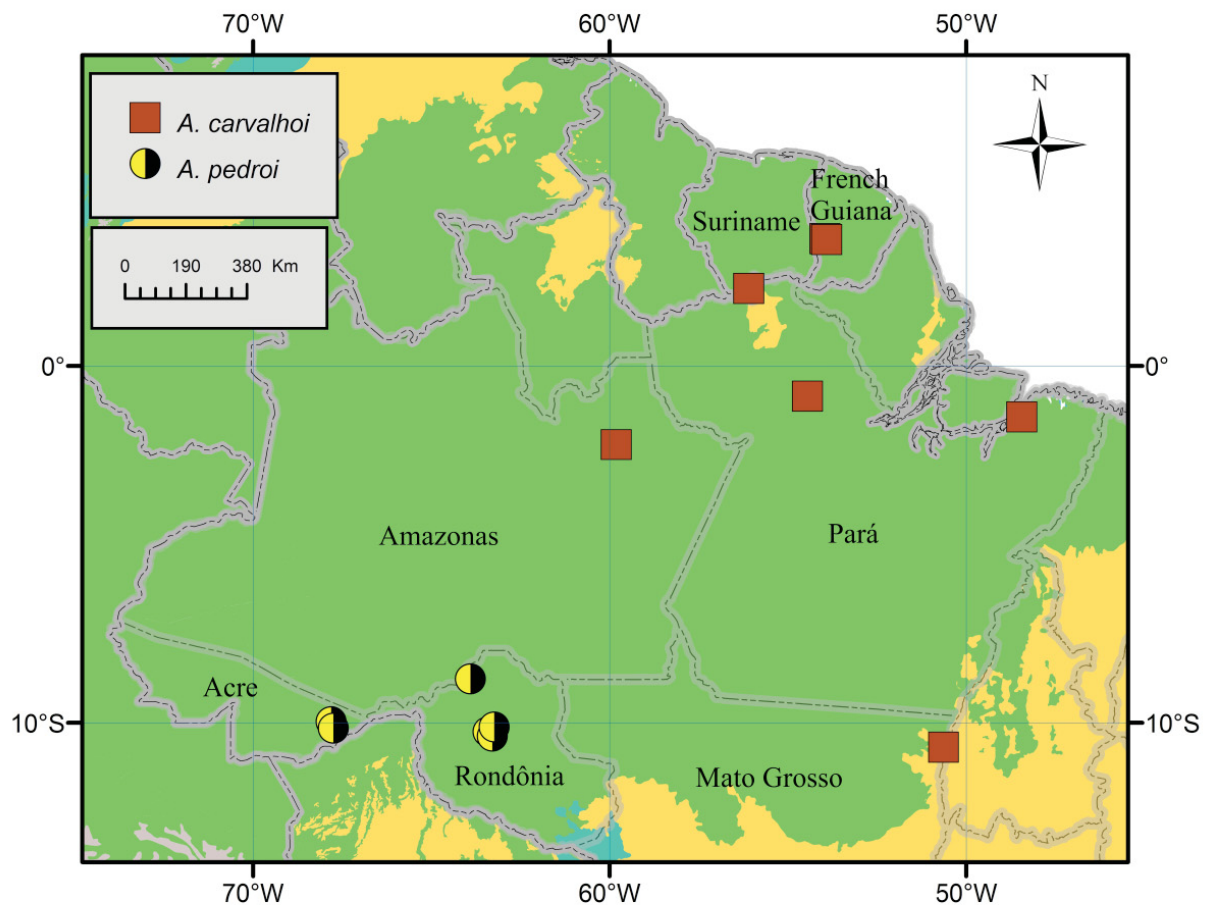 70°W 60°W 50°W
N
A. carvalhoi
A. pedroi
French
Guiana
Suriname
0 190 380 Km
0° 0°
Amazonas
Pará
Acre
10°S 10°S
Rondônia
Mato Grosso
70°W 60°W 50°W